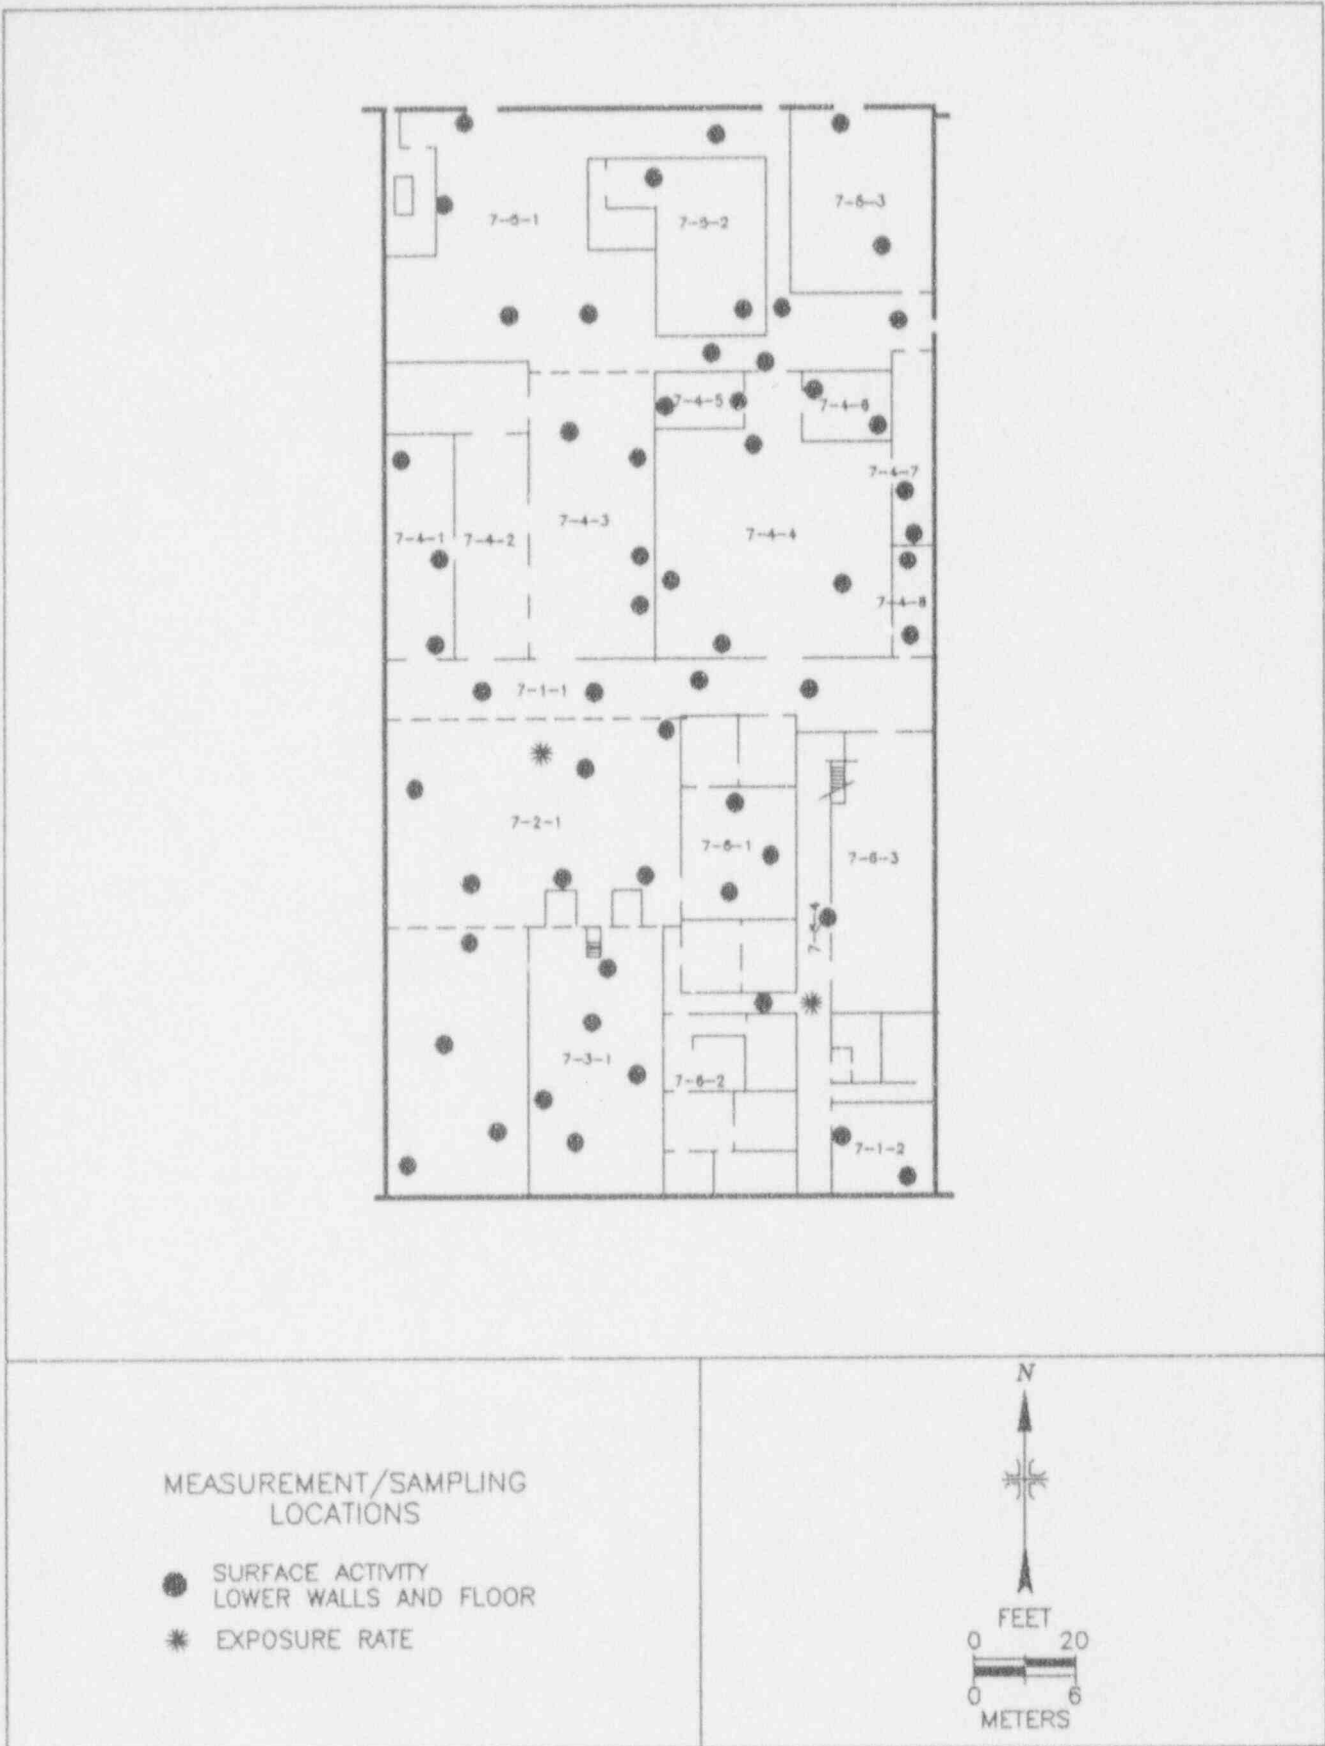 7-5-1
7-5-2
7-5-3
7-4-5
7-4-6
7-4-7
7-4-1
7-4-2
7-4-3
7-4-4
7-4-8
7-1-1
7-2-1
7-6-1
7-6-3
7-3-1
7-6-2
7-1-2
MEASUREMENT/SAMPLING
LOCATIONS
SURFACE ACTIVITY
LOWER WALLS AND FLOOR
EXPOSURE RATE
N
FEET
0 20
0 6
METERS